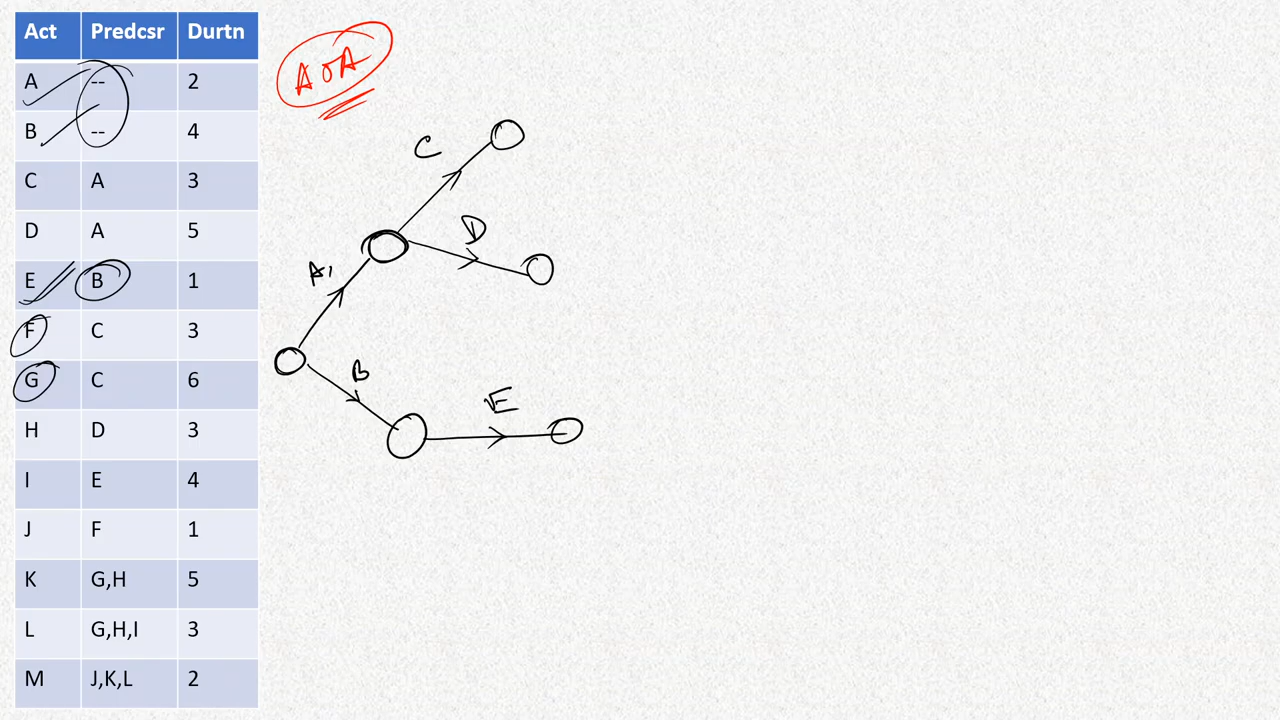 Act Predcsr Durtn
A -- 2
B -- 4
C A 3
D A 5
E B 1
F C 3
G C 6
H D 3
I E 4
J F 1
K G,H 5
L G,H,I 3
M J,K,L 2
AOA
C
D
A
B
E